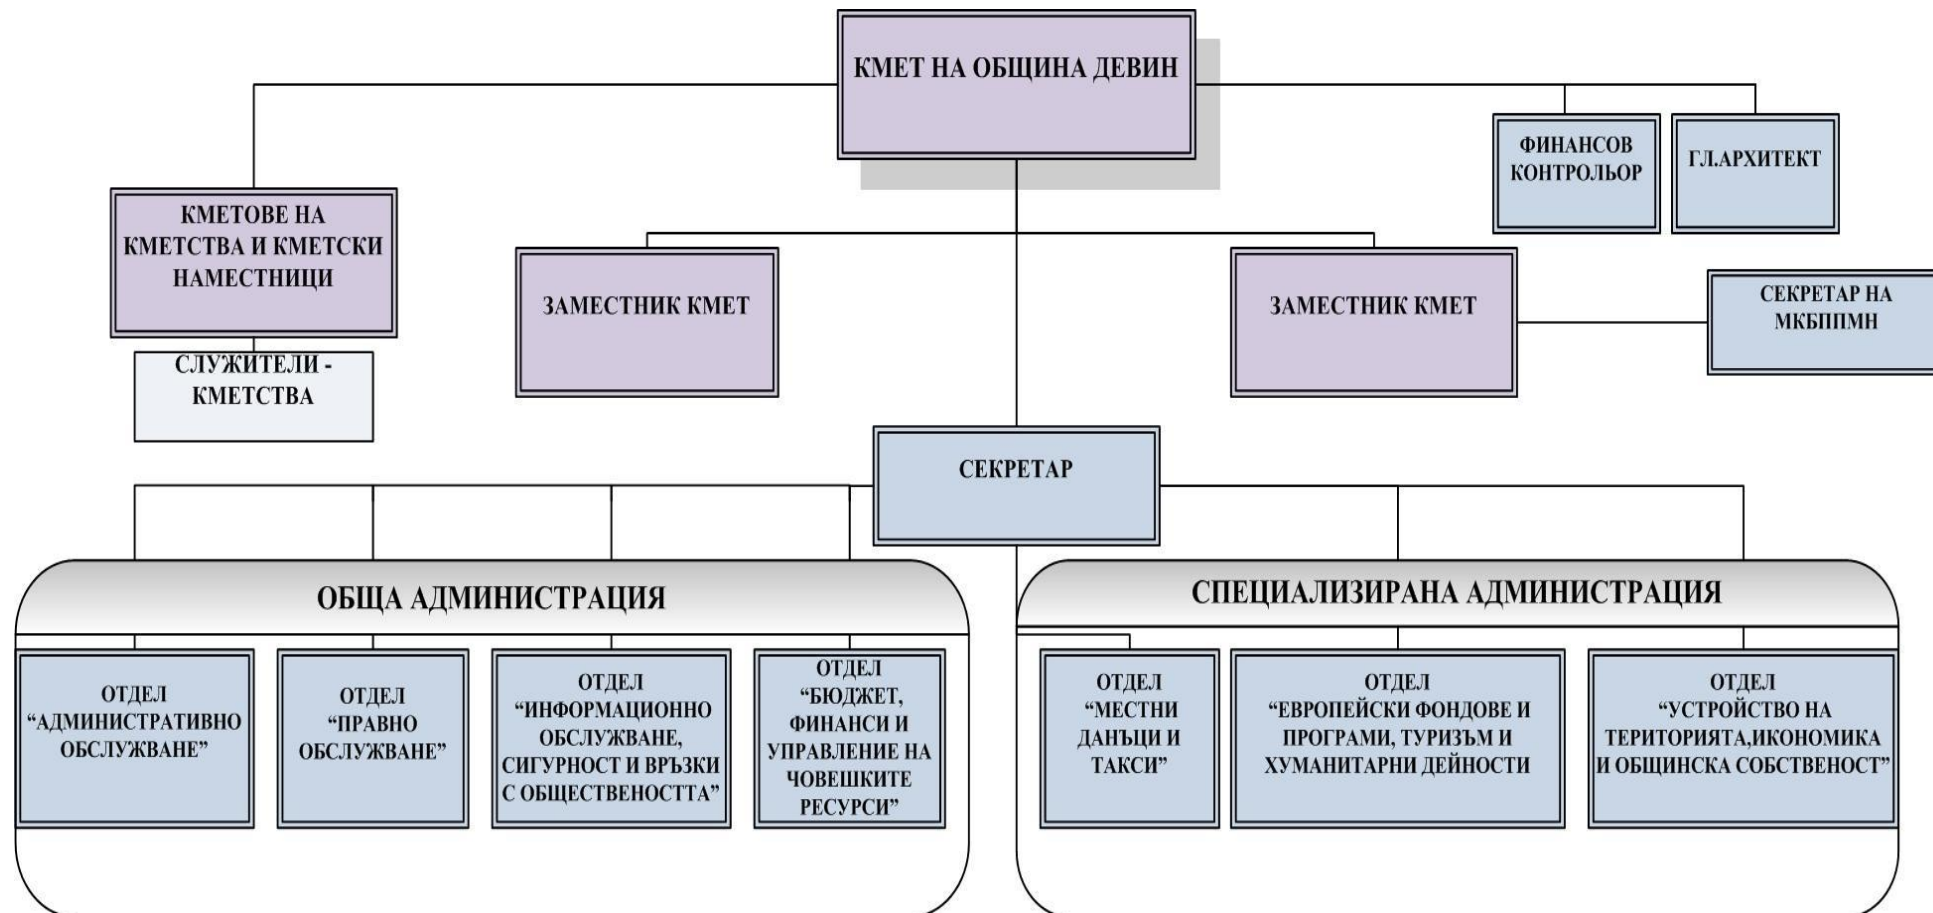 КМЕТ НА ОБЩИНА ДЕВИН
ФИНАНСОВ
КОНТРОЛЬОР
ГЛ.АРХИТЕКТ
КМЕТОВЕ НА
КМЕТСТВА И КМЕТСКИ
НАМЕСТНИЦИ
СЛУЖИТЕЛИ -
КМЕТСТВА
ЗАМЕСТНИК КМЕТ
ЗАМЕСТНИК КМЕТ
СЕКРЕТАР НА
МКБППМН
СЕКРЕТАР
ОБЩА АДМИНИСТРАЦИЯ
СПЕЦИАЛИЗИРАНА АДМИНИСТРАЦИЯ
ОТДЕЛ
“АДМИНИСТРАТИВНО
ОБСЛУЖВАНЕ”
ОТДЕЛ
“ПРАВНО
ОБСЛУЖВАНЕ”
ОТДЕЛ
“ИНФОРМАЦИОННО
ОБСЛУЖВАНЕ,
СИГУРНОСТ И ВРЪЗКИ
С ОБЩЕСТВЕНОСТТА”
ОТДЕЛ
“БЮДЖЕТ,
ФИНАНСИ И
УПРАВЛЕНИЕ НА
ЧОВЕШКИТЕ
РЕСУРСИ”
ОТДЕЛ
“МЕСТНИ
ДАНЪЦИ И
ТАКСИ”
ОТДЕЛ
“ЕВРОПЕЙСКИ ФОНДОВЕ И
ПРОГРАМИ, ТУРИЗЪМ И
ХУМАНИТАРНИ ДЕЙНОСТИ
ОТДЕЛ
“УСТРОЙСТВО НА
ТЕРИТОРИЯТА,ИКОНОМИКА
И ОБЩИНСКА СОБСТВЕНОСТ”